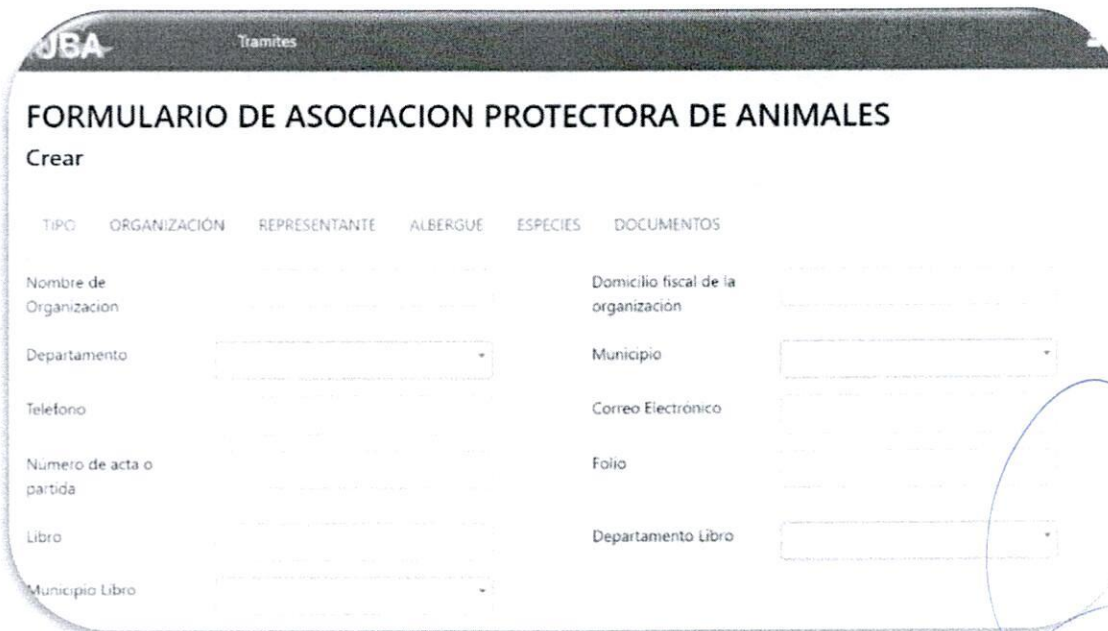 UBA
Tramites
FORMULARIO DE ASOCIACION PROTECTORA DE ANIMALES
Crear
TIPO ORGANIZACIÓN REPRESENTANTE ALBERGUE ESPECIES DOCUMENTOS
Nombre de
Organizacion
Domicilio fiscal de la
organización
Departamento
Municipio
Telefono
Correo Electrónico
Número de acta o
partida
Folio
Libro
Departamento Libro
Municipio Libro